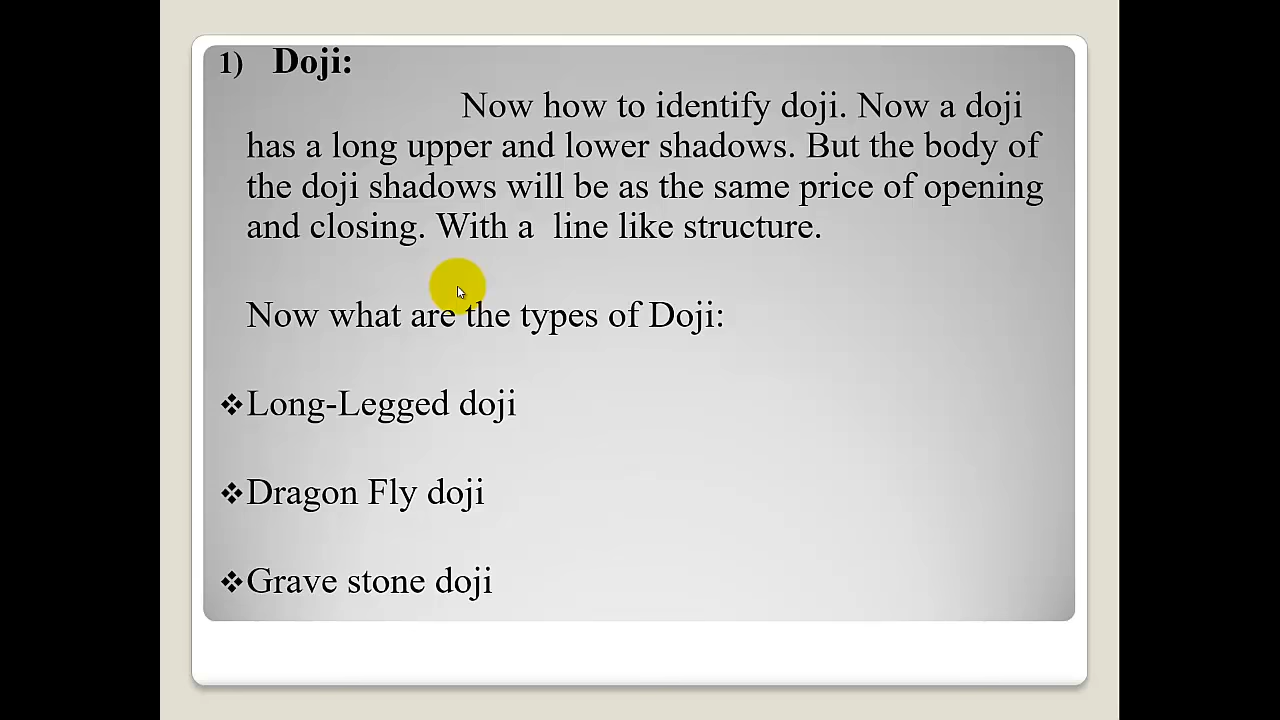 1) Doji:
Now how to identify doji. Now a doji
has a long upper and lower shadows. But the body of
the doji shadows will be as the same price of opening
and closing. With a  line like structure.
Now what are the types of Doji:
❖Long-Legged doji
❖Dragon Fly doji
❖Grave stone doji